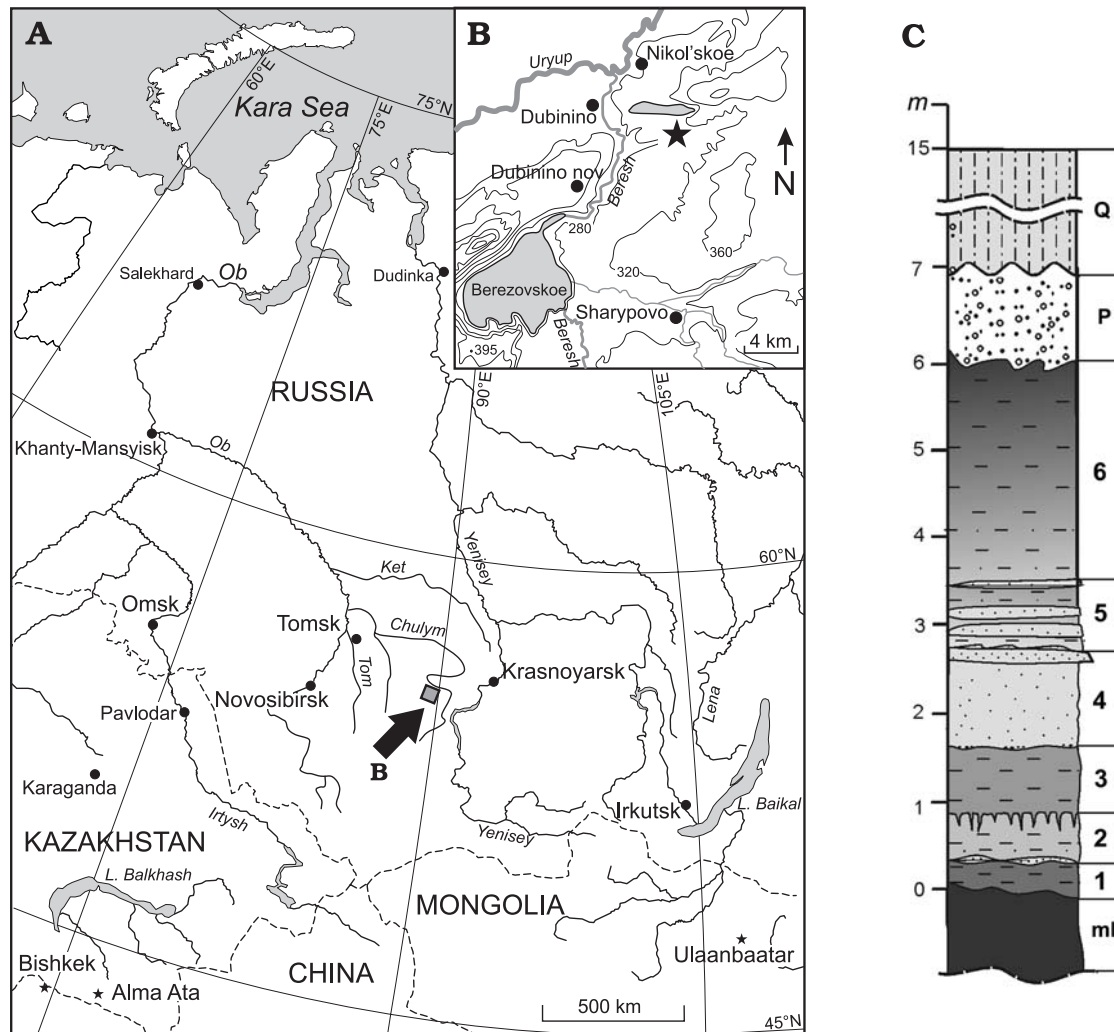 A
60°E
75°N
Kara Sea
75°E
Salekhard
Ob
Dudinka
RUSSIA
90°E
105°E
Khanty-Mansyisk
Ob
Yenisey
60°N
Ket
Omsk
Tomsk
Chulym
Tom
Krasnoyarsk
Novosibirsk
Lena
Pavlodar
B
Karaganda
Irtysh
Irkutsk
L. Baikal
Yenisey
KAZAKHSTAN
L. Balkhash
MONGOLIA
Ulaanbaatar
Bishkek
CHINA
Alma Ata
500 km
45°N
B
Nikol'skoe
Uryup
Dubinino
Dubinino nov
Beresh
N
280
360
320
Berezovskoe
Sharypovo
Beresh
395
4 km
C
m
15
Q
7
P
6
5
6
4
5
3
4
2
3
1
2
1
0